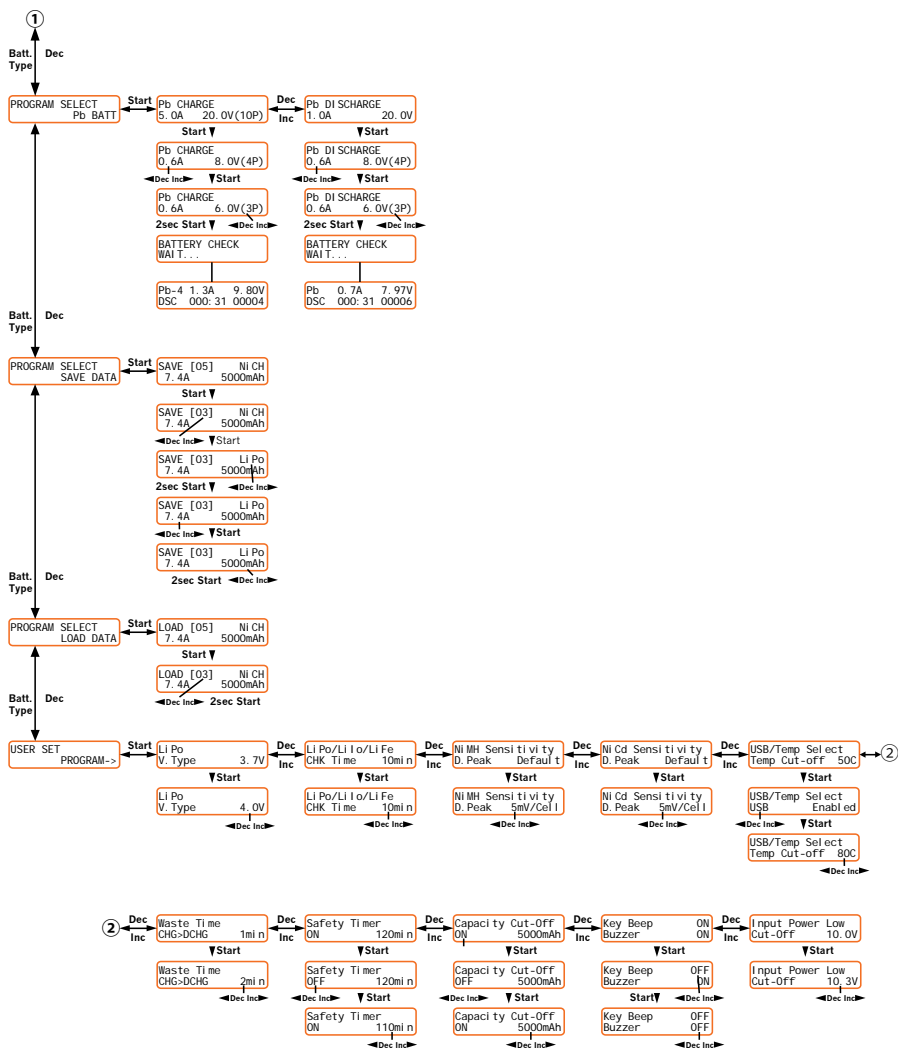 1
Batt. Type Dec
PROGRAM SELECT
Pb BATT
Start
Pb CHARGE
5.0A 20.0V(10P)
Dec
Inc
Pb DISCHARGE
1.0A 20.0V
Start
Start
Pb CHARGE
0.6A 8.0V(4P)
Pb DISCHARGE
0.6A 8.0V(4P)
Dec Inc Start
Dec Inc Start
Pb CHARGE
0.6A 6.0V(3P)
Pb DISCHARGE
0.6A 6.0V(3P)
2sec Start Dec Inc
2sec Start Dec Inc
BATTERY CHECK
WAIT...
BATTERY CHECK
WAIT...
Pb-4 1.3A 9.80V
DSC 000:31 00004
Pb 0.7A 7.97V
DSC 000:31 00006
Batt. Type Dec
PROGRAM SELECT
SAVE DATA
Start
SAVE [05] NiCH
7.4A 5000mAh
Start
SAVE [03] NiCH
7.4A 5000mAh
Dec Inc Start
SAVE [03] LiPo
7.4A 5000mAh
2sec Start Dec Inc
SAVE [03] LiPo
7.4A 5000mAh
Dec Inc Start
SAVE [03] LiPo
7.4A 5000mAh
2sec Start Dec Inc
Batt. Type Dec
PROGRAM SELECT
LOAD DATA
Start
LOAD [05] NiCH
7.4A 5000mAh
Start
LOAD [03] NiCH
7.4A 5000mAh
Dec Inc 2sec Start
Batt. Type Dec
USER SET
PROGRAM->
Start
LiPo
V.Type 3.7V
Dec
Inc
LiPo/LiIo/LiFe
CHK Time 10min
Dec
Inc
NiMH Sensitivity
D.Peak Default
Dec
Inc
NiCd Sensitivity
D.Peak Default
Dec
Inc
USB/Temp Select
Temp Cut-off 50C
2
Start
Start
Start
Start
Start
LiPo
V.Type 4.0V
LiPo/LiIo/LiFe
CHK Time 10min
NiMH Sensitivity
D.Peak 5mV/Cell
NiCd Sensitivity
D.Peak 5mV/Cell
USB/Temp Select
USB Enabled
Dec Inc
Dec Inc
Dec Inc
Dec Inc
Dec Inc
Start
USB/Temp Select
Temp Cut-off 80C
Dec Inc
2
Dec
Inc
Waste Time
CHG>DCHG 1min
Dec
Inc
Safety Timer
ON 120min
Dec
Inc
Capacity Cut-Off
ON 5000mAh
Dec
Inc
Key Beep ON
Buzzer ON
Dec
Inc
Input Power Low
Cut-Off 10.0V
Start
Start
Start
Start
Start
Waste Time
CHG>DCHG 2min
Safety Timer
OFF 120min
Capacity Cut-Off
OFF 5000mAh
Key Beep OFF
Buzzer ON
Input Power Low
Cut-Off 10.3V
Dec Inc
Dec Inc Start
Dec Inc Start
Start Dec Inc
Dec Inc
Safety Timer
ON 110min
Capacity Cut-Off
ON 5000mAh
Key Beep OFF
Buzzer OFF
Dec Inc
Dec Inc
Dec Inc